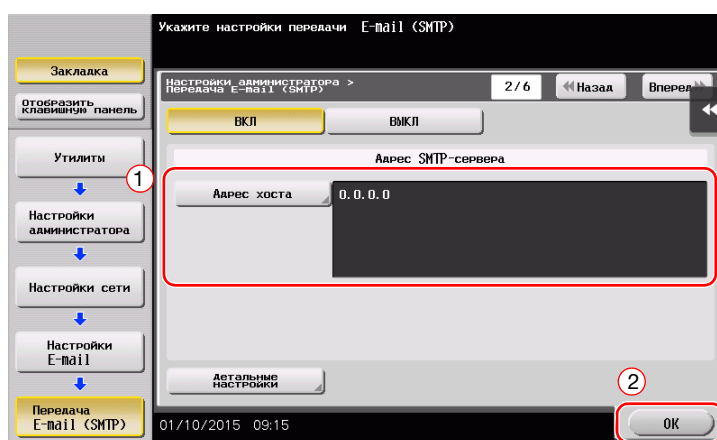 Укажите настройки передачи E-mail (SMTP)
Закладка
Отобразить
клавишную панель
Настройки администратора >
Передача E-mail (SMTP)
2/6
Назад
Вперед
ВКЛ
ВЫКЛ
Утилиты
1
Адрес SMTP-сервера
Адрес хоста
0.0.0.0
Настройки
администратора
Настройки сети
Настройки
E-mail
Детальные
настройки
2
Передача
E-mail (SMTP)
01/10/2015 09:15
OK